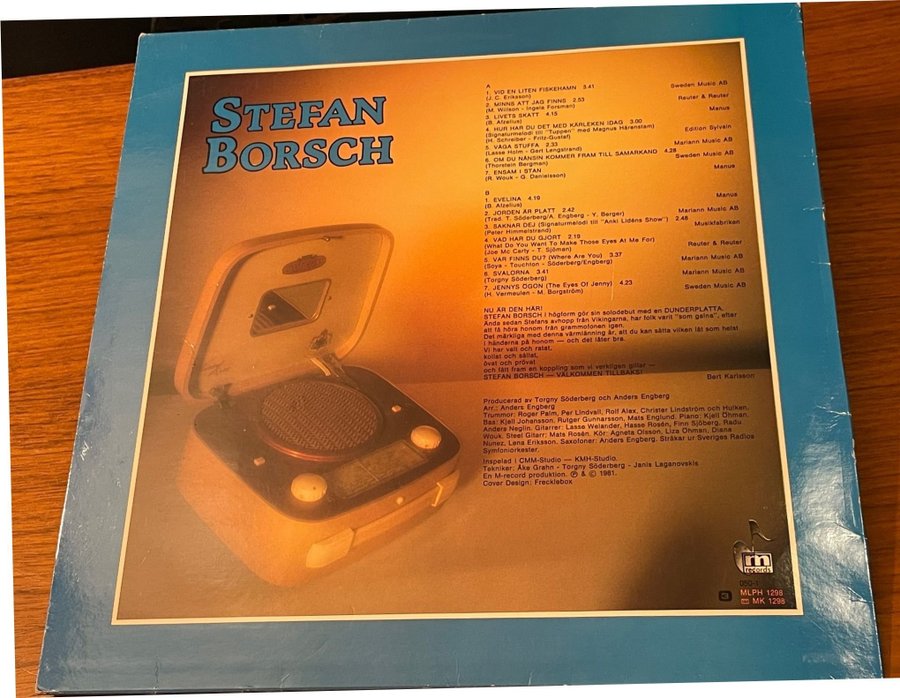 STEFAN
BORSCH
A
1. VID EN LITEN FISKEHAMN 3.41 Sweden Music AB
(J. C. Eriksson)
2. MINNS ATT JAG FINNS 2.53 Reuter & Reuter
(M. Willson - Ingela Forsman)
3. LIVETS SKATT 4.15 Manus
(B. Afzelius)
4. HUR HAR DU DET MED KÄRLEKEN IDAG 3.00
(Signaturmelodi till "Tuppen" med Magnus Härenstam) Edition Sylvain
(H. Schreiber - Fritz-Gustaf)
5. VÅGA STUFFA 2.33 Mariann Music AB
(Lasse Holm - Gert Lengstrand)
6. OM DU NÅNSIN KOMMER FRAM TILL SAMARKAND 4.28
(Thorstein Bergman) Sweden Music AB
7. ENSAM I STAN Manus
(R. Wouk - G. Danielsson)
B
1. EVELINA 4.19 Manus
(B. Afzelius)
2. JORDEN ÄR PLATT 2.42 Mariann Music AB
(Trad. T. Söderberg/A. Engberg - Y. Berger)
3. SAKNAR DEJ (Signaturmelodi till "Anki Lidéns Show") 2.48
(Peter Himmelstrand) Musikfabriken
4. VAD HAR DU GJORT 2.19
(What Do You Want To Make Those Eyes At Me For)
(Joe Mc Carty - T. Sjöman) Reuter & Reuter
5. VAR FINNS DU? (Where Are You) 3.37
(Soya - Touchton - Söderberg/Engberg) Mariann Music AB
6. SVALORNA 3.41 Mariann Music AB
(Torgny Söderberg)
7. JENNYS ÖGON (The Eyes Of Jenny) 4.23 Sweden Music AB
(H. Vermeulen - M. Borgström)
NU ÄR DEN HÄR!
STEFAN BORSCH i högform gör sin solodebut med en DUNDERPLATTA.
Ända sedan Stefans avhopp från Vikingarna, har folk varit "som galna", efter
att få höra honom från grammofonen igen.
Det märkliga med denna värmlänning är, att du kan sätta vilken låt som helst
i händerna på honom — och det låter bra.
Vi har valt och ratat,
kollat och sållat,
övat och prövat
och fått fram en koppling som vi verkligen gillar —
STEFAN BORSCH — VÄLKOMMEN TILLBAKS!
Bert Karlsson
Producerad av Torgny Söderberg och Anders Engberg
Arr.: Anders Engberg
Trummor: Roger Palm, Per Lindvall, Rolf Alex, Christer Lindström och Hulken.
Bas: Kjell Johansson, Rutger Gunnarsson, Mats Englund. Piano: Kjell Öhman,
Anders Neglin. Gitarrer: Lasse Welander, Hasse Rosén, Finn Sjöberg, Radu
Wouk. Steel Gitarr: Mats Rosén. Kör: Agneta Olsson, Liza Öhman, Diana
Nunez, Lena Eriksson. Saxofoner: Anders Engberg. Stråkar ur Sveriges Radios
Symfoniorkester.
Inspelad i CMM-Studio — KMH-Studio.
Tekniker: Åke Grahn - Torgny Söderberg - Janis Laganovskis
En M-record produktion. ℗ & © 1981.
Cover Design: Frecklebox
m
records
MLPH 1298
MK 1298